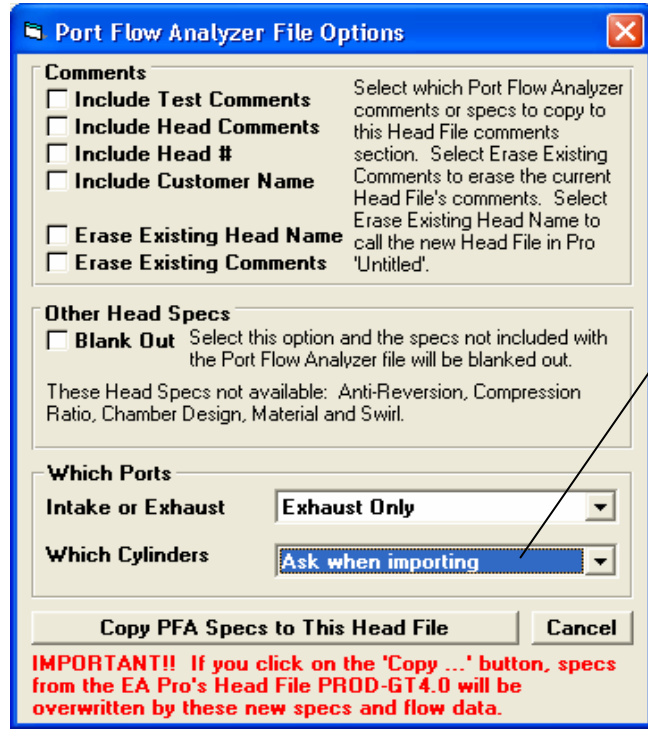 Port Flow Analyzer File Options
Comments
Include Test Comments
Include Head Comments
Include Head #
Include Customer Name
Erase Existing Head Name
Erase Existing Comments
Select which Port Flow Analyzer
comments or specs to copy to
this Head File comments
section. Select Erase Existing
Comments to erase the current
Head File's comments. Select
Erase Existing Head Name to
call the new Head File in Pro
'Untitled'.
Other Head Specs
Blank Out
Select this option and the specs not included with
the Port Flow Analyzer file will be blanked out.
These Head Specs not available: Anti-Reversion, Compression
Ratio, Chamber Design, Material and Swirl.
Which Ports
Intake or Exhaust
Exhaust Only
Which Cylinders
Ask when importing
Copy PFA Specs to This Head File
Cancel
IMPORTANT!! If you click on the 'Copy ...' button, specs
from the EA Pro's Head File PROD-GT4.0 will be
overwritten by these new specs and flow data.